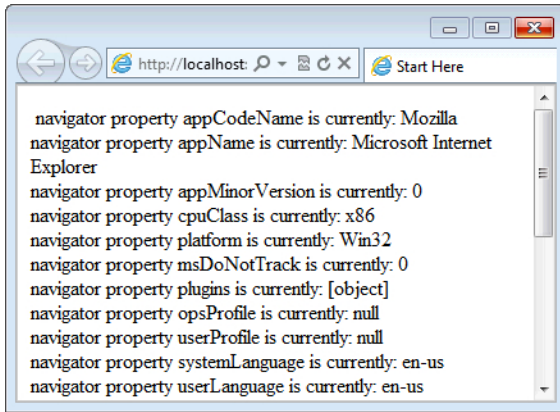 http://localhost:
Start Here
navigator property appCodeName is currently: Mozilla
navigator property appName is currently: Microsoft Internet
Explorer
navigator property appMinorVersion is currently: 0
navigator property cpuClass is currently: x86
navigator property platform is currently: Win32
navigator property msDoNotTrack is currently: 0
navigator property plugins is currently: [object]
navigator property opsProfile is currently: null
navigator property userProfile is currently: null
navigator property systemLanguage is currently: en-us
navigator property userLanguage is currently: en-us